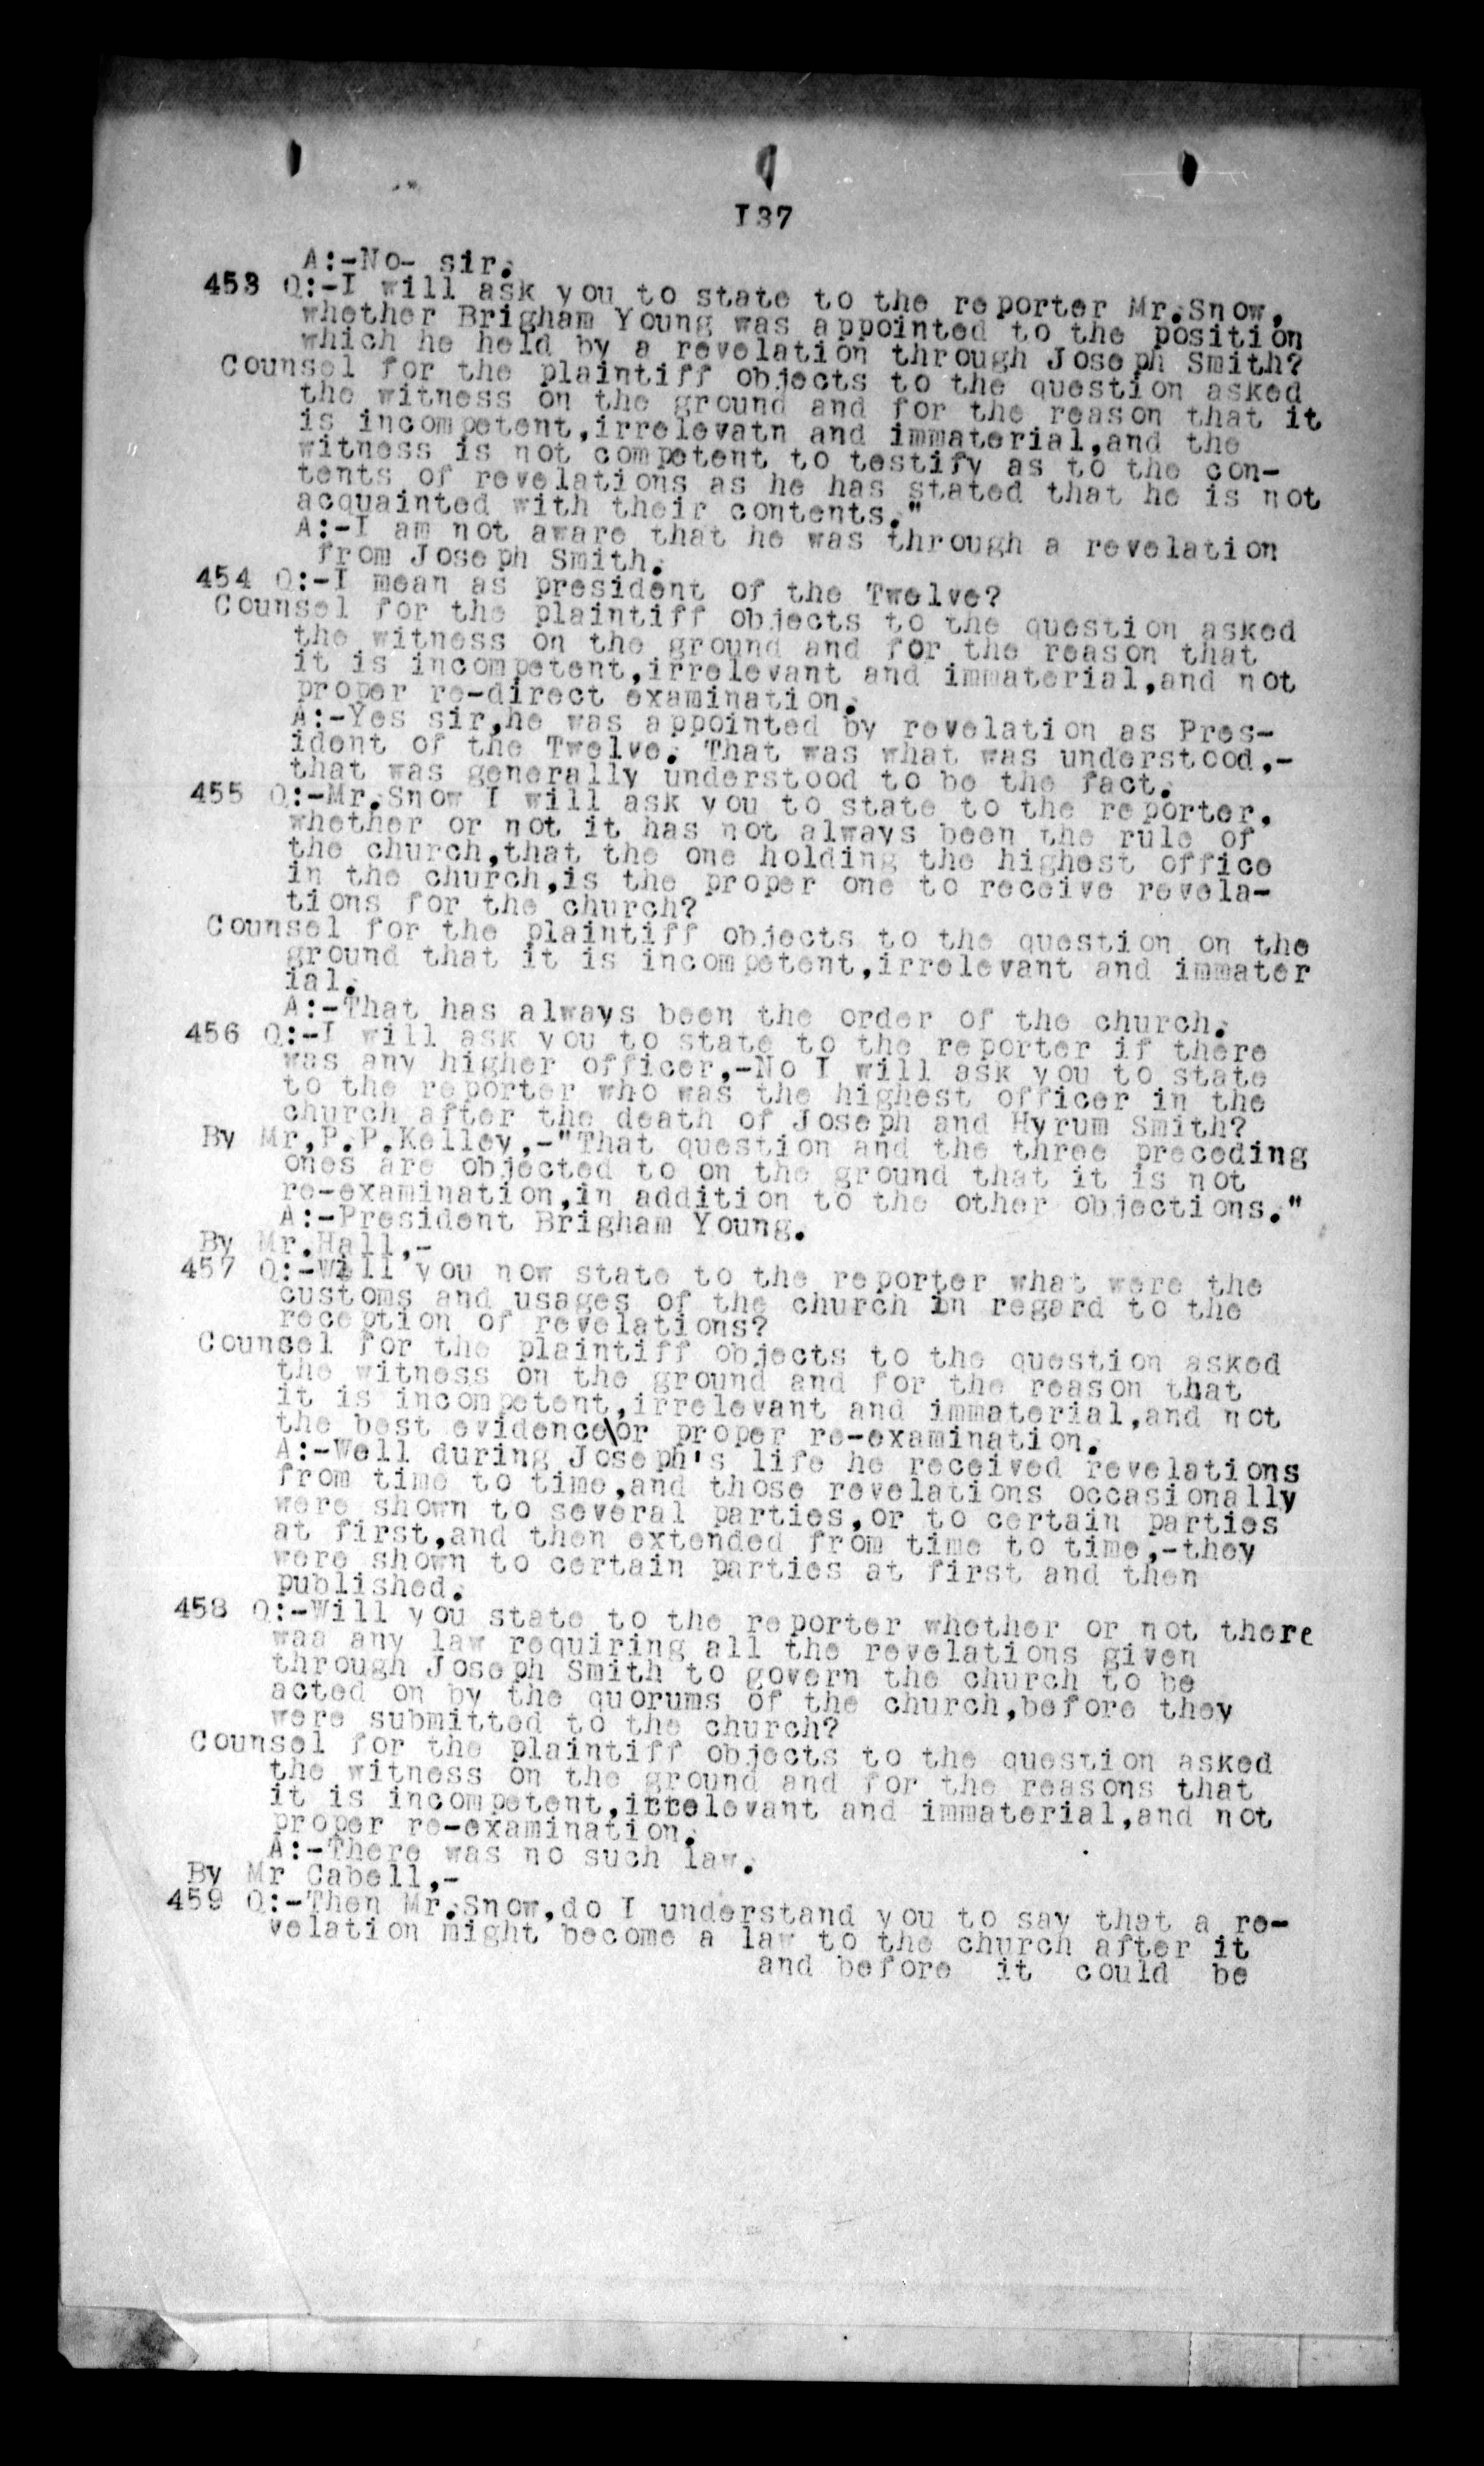 I37
A:-No- sir.
453 Q:-I will ask you to state to the reporter Mr.Snow,
whether Brigham Young was appointed to the position
which he held by a revelation through Joseph Smith?
Counsel for the plaintiff objects to the question asked
the witness on the ground and for the reason that it
is incompetent,irrelevatn and immaterial,and the
witness is not competent to testify as to the con-
tents of revelations as he has stated that he is not
acquainted with their contents."
A:-I am not aware that he was through a revelation
from Joseph Smith.
454 Q:-I mean as president of the Twelve?
Counsel for the plaintiff objects to the question asked
the witness on the ground and for the reason that
it is incompetent,irrelevant and immaterial,and not
proper re-direct examination.
A:-Yes sir,he was appointed by revelation as Pres-
ident of the Twelve. That was what was understood,-
that was generally understood to be the fact.
455 Q:-Mr.Snow I will ask you to state to the reporter,
whether or not it has not always been the rule of
the church,that the one holding the highest office
in the church,is the proper one to receive revela-
tions for the church?
Counsel for the plaintiff objects to the question on the
ground that it is incompetent,irrelevant and immater
ial.
A:-That has always been the order of the church.
456 Q:-I will ask you to state to the reporter if there
was any higher officer,-No I will ask you to state
to the reporter who was the highest officer in the
church after the death of Joseph and Hyrum Smith?
By Mr,P.P.Kelley,-"That question and the three preceding
ones are objected to on the ground that it is not
re-examination,in addition to the other objections."
A:-President Brigham Young.
By Mr.Hall,-
457 Q:-Will you now state to the reporter what were the
customs and usages of the church in regard to the
reception of revelations?
Counsel for the plaintiff objects to the question asked
the witness on the ground and for the reason that
it is incompetent,irrelevant and immaterial,and not
the best evidence\or proper re-examination.
A:-Well during Joseph's life he received revelations
from time to time,and those revelations occasionally
were shown to several parties,or to certain parties
at first,and then extended from time to time,-they
were shown to certain parties at first and then
published.
458 Q:-Will you state to the reporter whether or not there
waa any law requiring all the revelations given
through Joseph Smith to govern the church to be
acted on by the quorums of the church,before they
were submitted to the church?
Counsel for the plaintiff objects to the question asked
the witness on the ground and for the reasons that
it is incompetent,irrelevant and immaterial,and not
proper re-examination.
A:-There was no such law.
By Mr Cabell,-
459 Q:-Then Mr.Snow,do I understand you to say that a re-
velation might become a law to the church after it
and before it could be